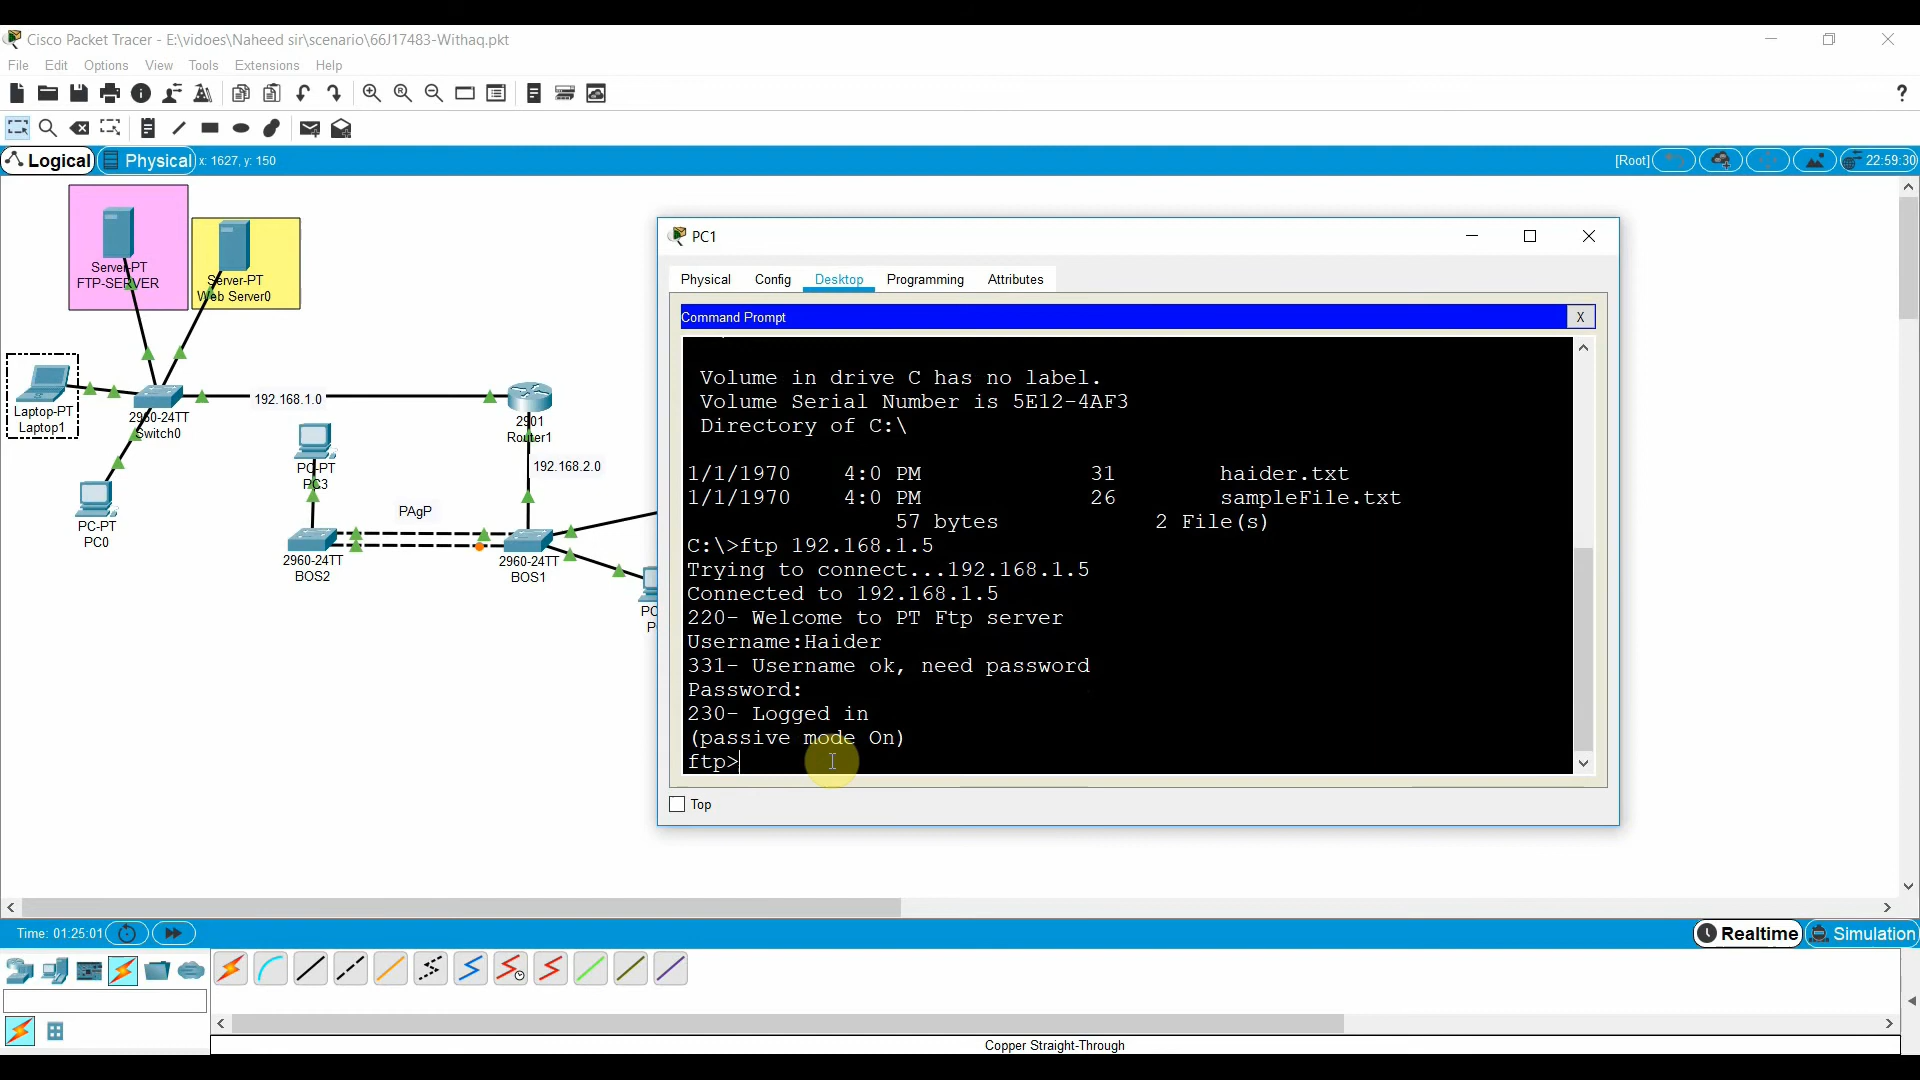 Cisco Packet Tracer - E:\vidoes\Naheed sir\scenario\66J17483-Withaq.pkt
File Edit Options View Tools Extensions Help
?
Logical Physical x: 1627, y: 150 [Root] 22:59:30
Server-PT
FTP-SERVER
Server-PT
Web Server0
Laptop-PT
Laptop1
2960-24TT
Switch0
192.168.1.0
2901
Router1
PC-PT
PC3
192.168.2.0
PC-PT
PC0
PAgP
2960-24TT
BOS2
2960-24TT
BOS1
PC
P
PC1
Physical Config Desktop Programming Attributes
Command Prompt X
Volume in drive C has no label.
Volume Serial Number is 5E12-4AF3
Directory of C:\
1/1/1970 4:0 PM 31 haider.txt
1/1/1970 4:0 PM 26 sampleFile.txt
57 bytes 2 File(s)
C:\>ftp 192.168.1.5
Trying to connect...192.168.1.5
Connected to 192.168.1.5
220- Welcome to PT Ftp server
Username:Haider
331- Username ok, need password
Password:
230- Logged in
(passive mode On)
ftp>
Top
Time: 01:25:01 Realtime Simulation
Copper Straight-Through